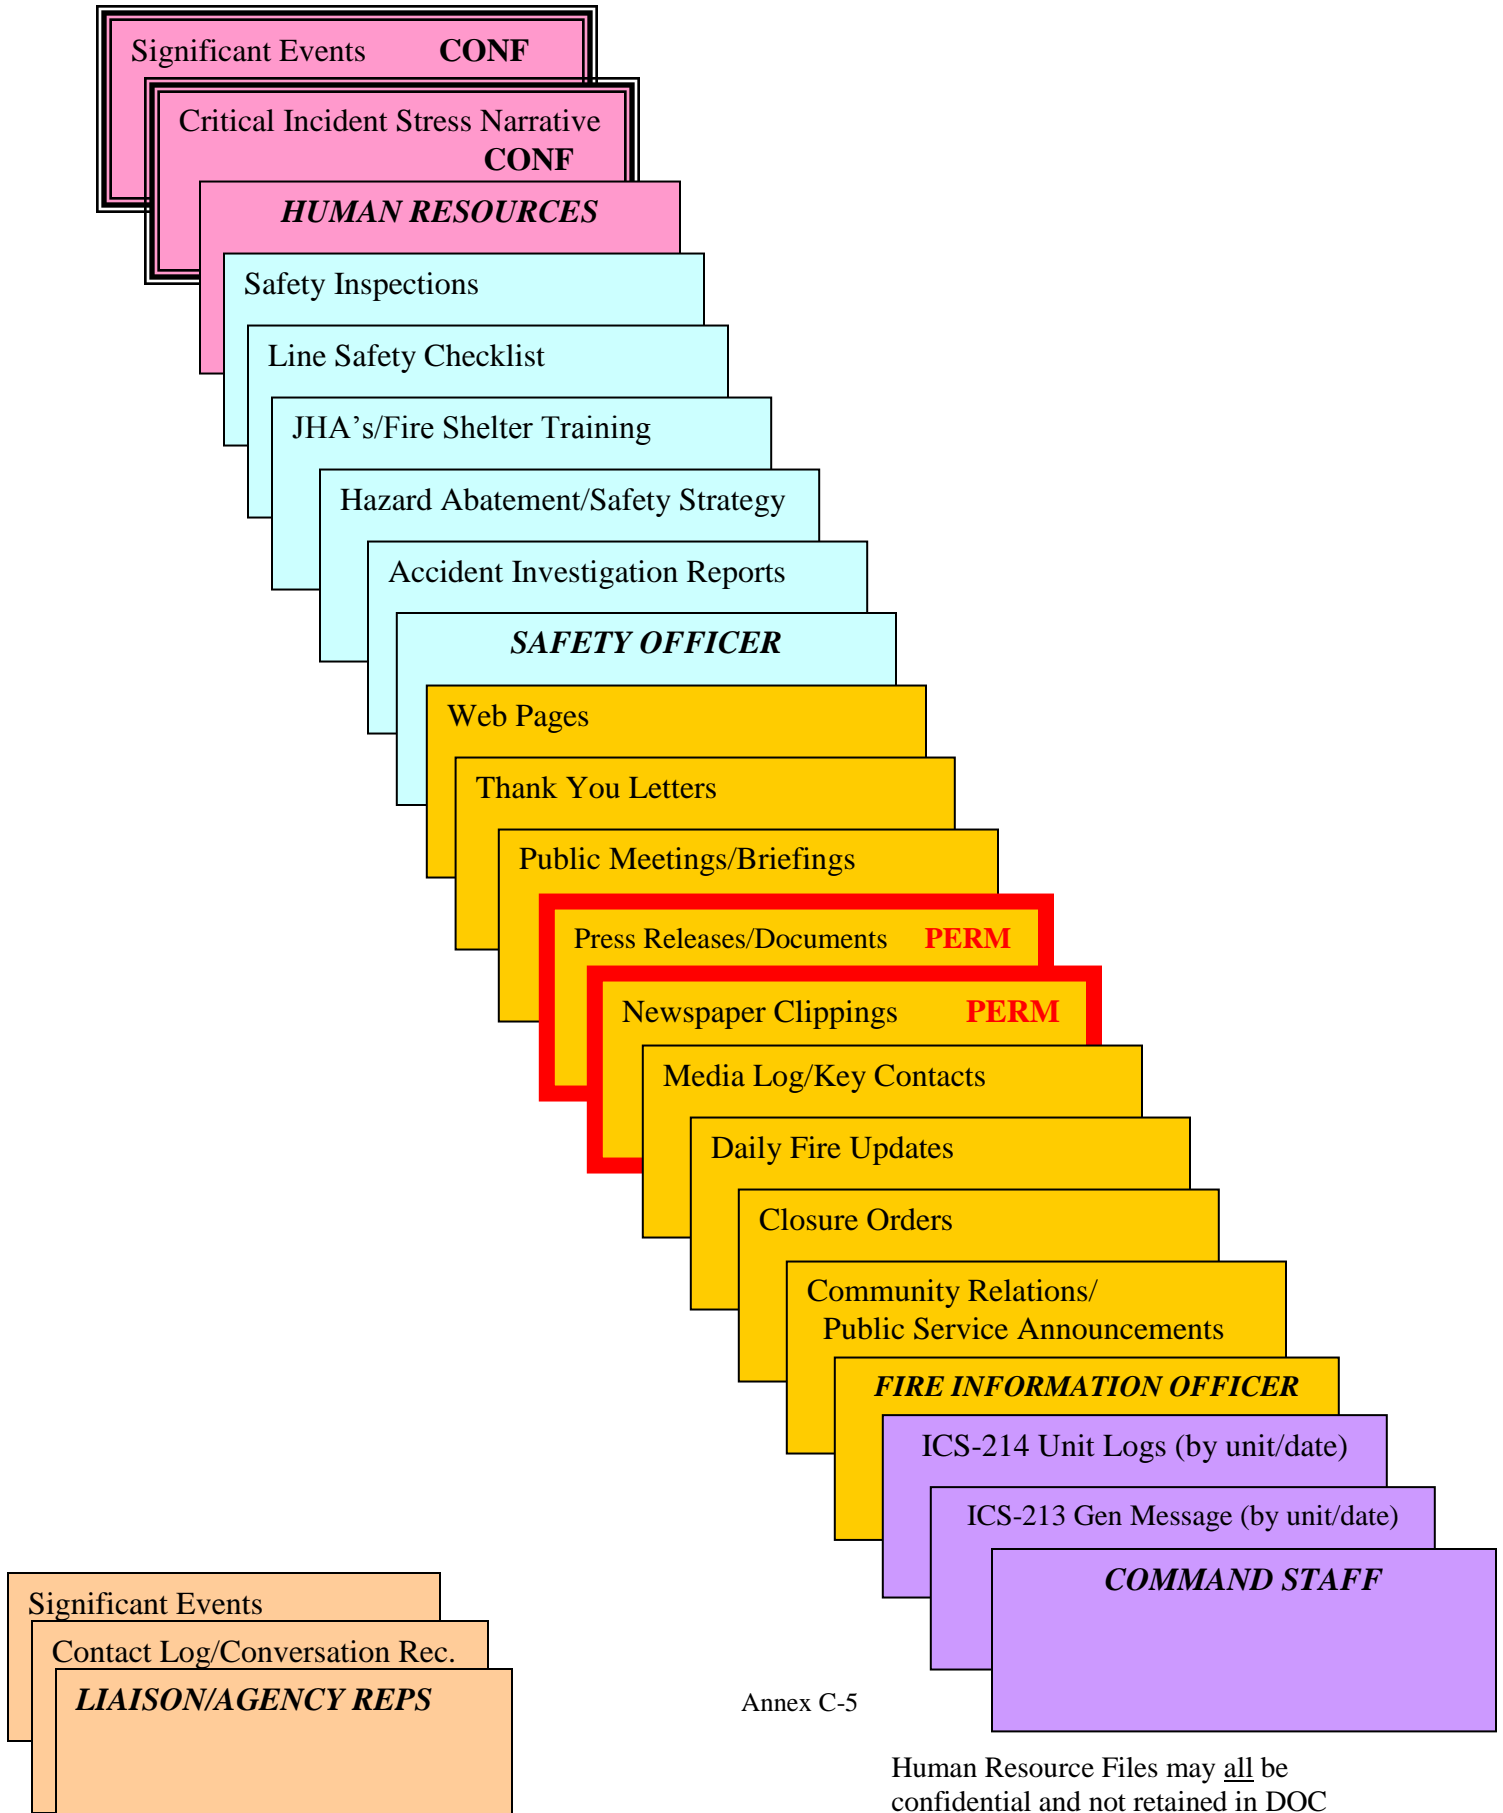 Significant Events CONF
Critical Incident Stress Narrative
CONF
HUMAN RESOURCES
Safety Inspections
Line Safety Checklist
JHA’s/Fire Shelter Training
Hazard Abatement/Safety Strategy
Accident Investigation Reports
SAFETY OFFICER
Web Pages
Thank You Letters
Public Meetings/Briefings
Press Releases/Documents PERM
Newspaper Clippings PERM
Media Log/Key Contacts
Daily Fire Updates
Closure Orders
Community Relations/
Public Service Announcements
FIRE INFORMATION OFFICER
ICS-214 Unit Logs (by unit/date)
ICS-213 Gen Message (by unit/date)
COMMAND STAFF
Significant Events
Contact Log/Conversation Rec.
LIAISON/AGENCY REPS
Annex C-5
Human Resource Files may all be
confidential and not retained in DOC